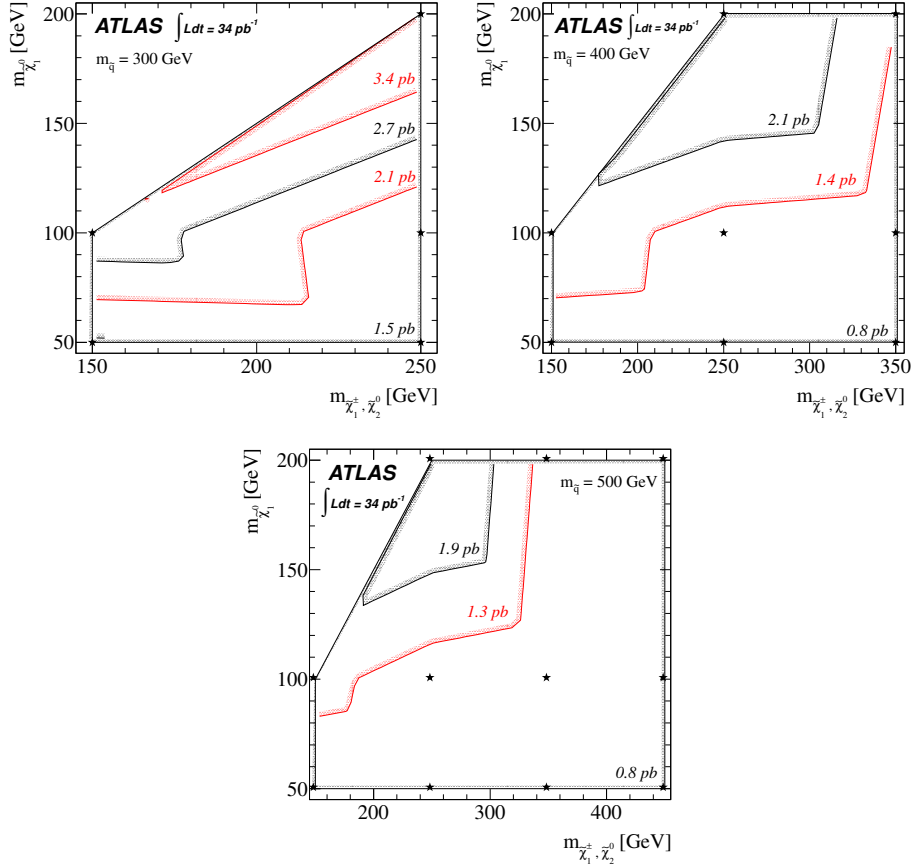 ATLAS ∫ Ldt = 34 pb⁻¹
m_q̃ = 300 GeV
m_χ̃₁⁰ [GeV]
200
150
100
50
3.4 pb
2.7 pb
2.1 pb
1.5 pb
150 200 250
m_χ̃₁±, χ̃₂⁰ [GeV]
ATLAS ∫ Ldt = 34 pb⁻¹
m_q̃ = 400 GeV
m_χ̃₁⁰ [GeV]
200
150
100
50
2.1 pb
1.4 pb
0.8 pb
150 200 250 300 350
m_χ̃₁±, χ̃₂⁰ [GeV]
ATLAS
∫ Ldt = 34 pb⁻¹
m_q̃ = 500 GeV
m_χ̃₁⁰ [GeV]
200
150
100
50
1.9 pb
1.3 pb
0.8 pb
200 300 400
m_χ̃₁±, χ̃₂⁰ [GeV]